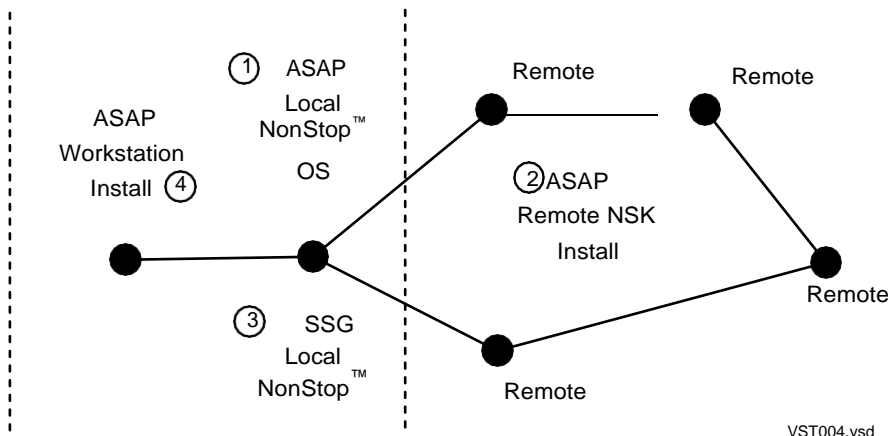 1 ASAP
Local
NonStop™
OS
ASAP
Workstation
Install 4
Remote
Remote
2 ASAP
Remote NSK
Install
Remote
3 SSG
Local
NonStop™
Remote
VST004.vsd